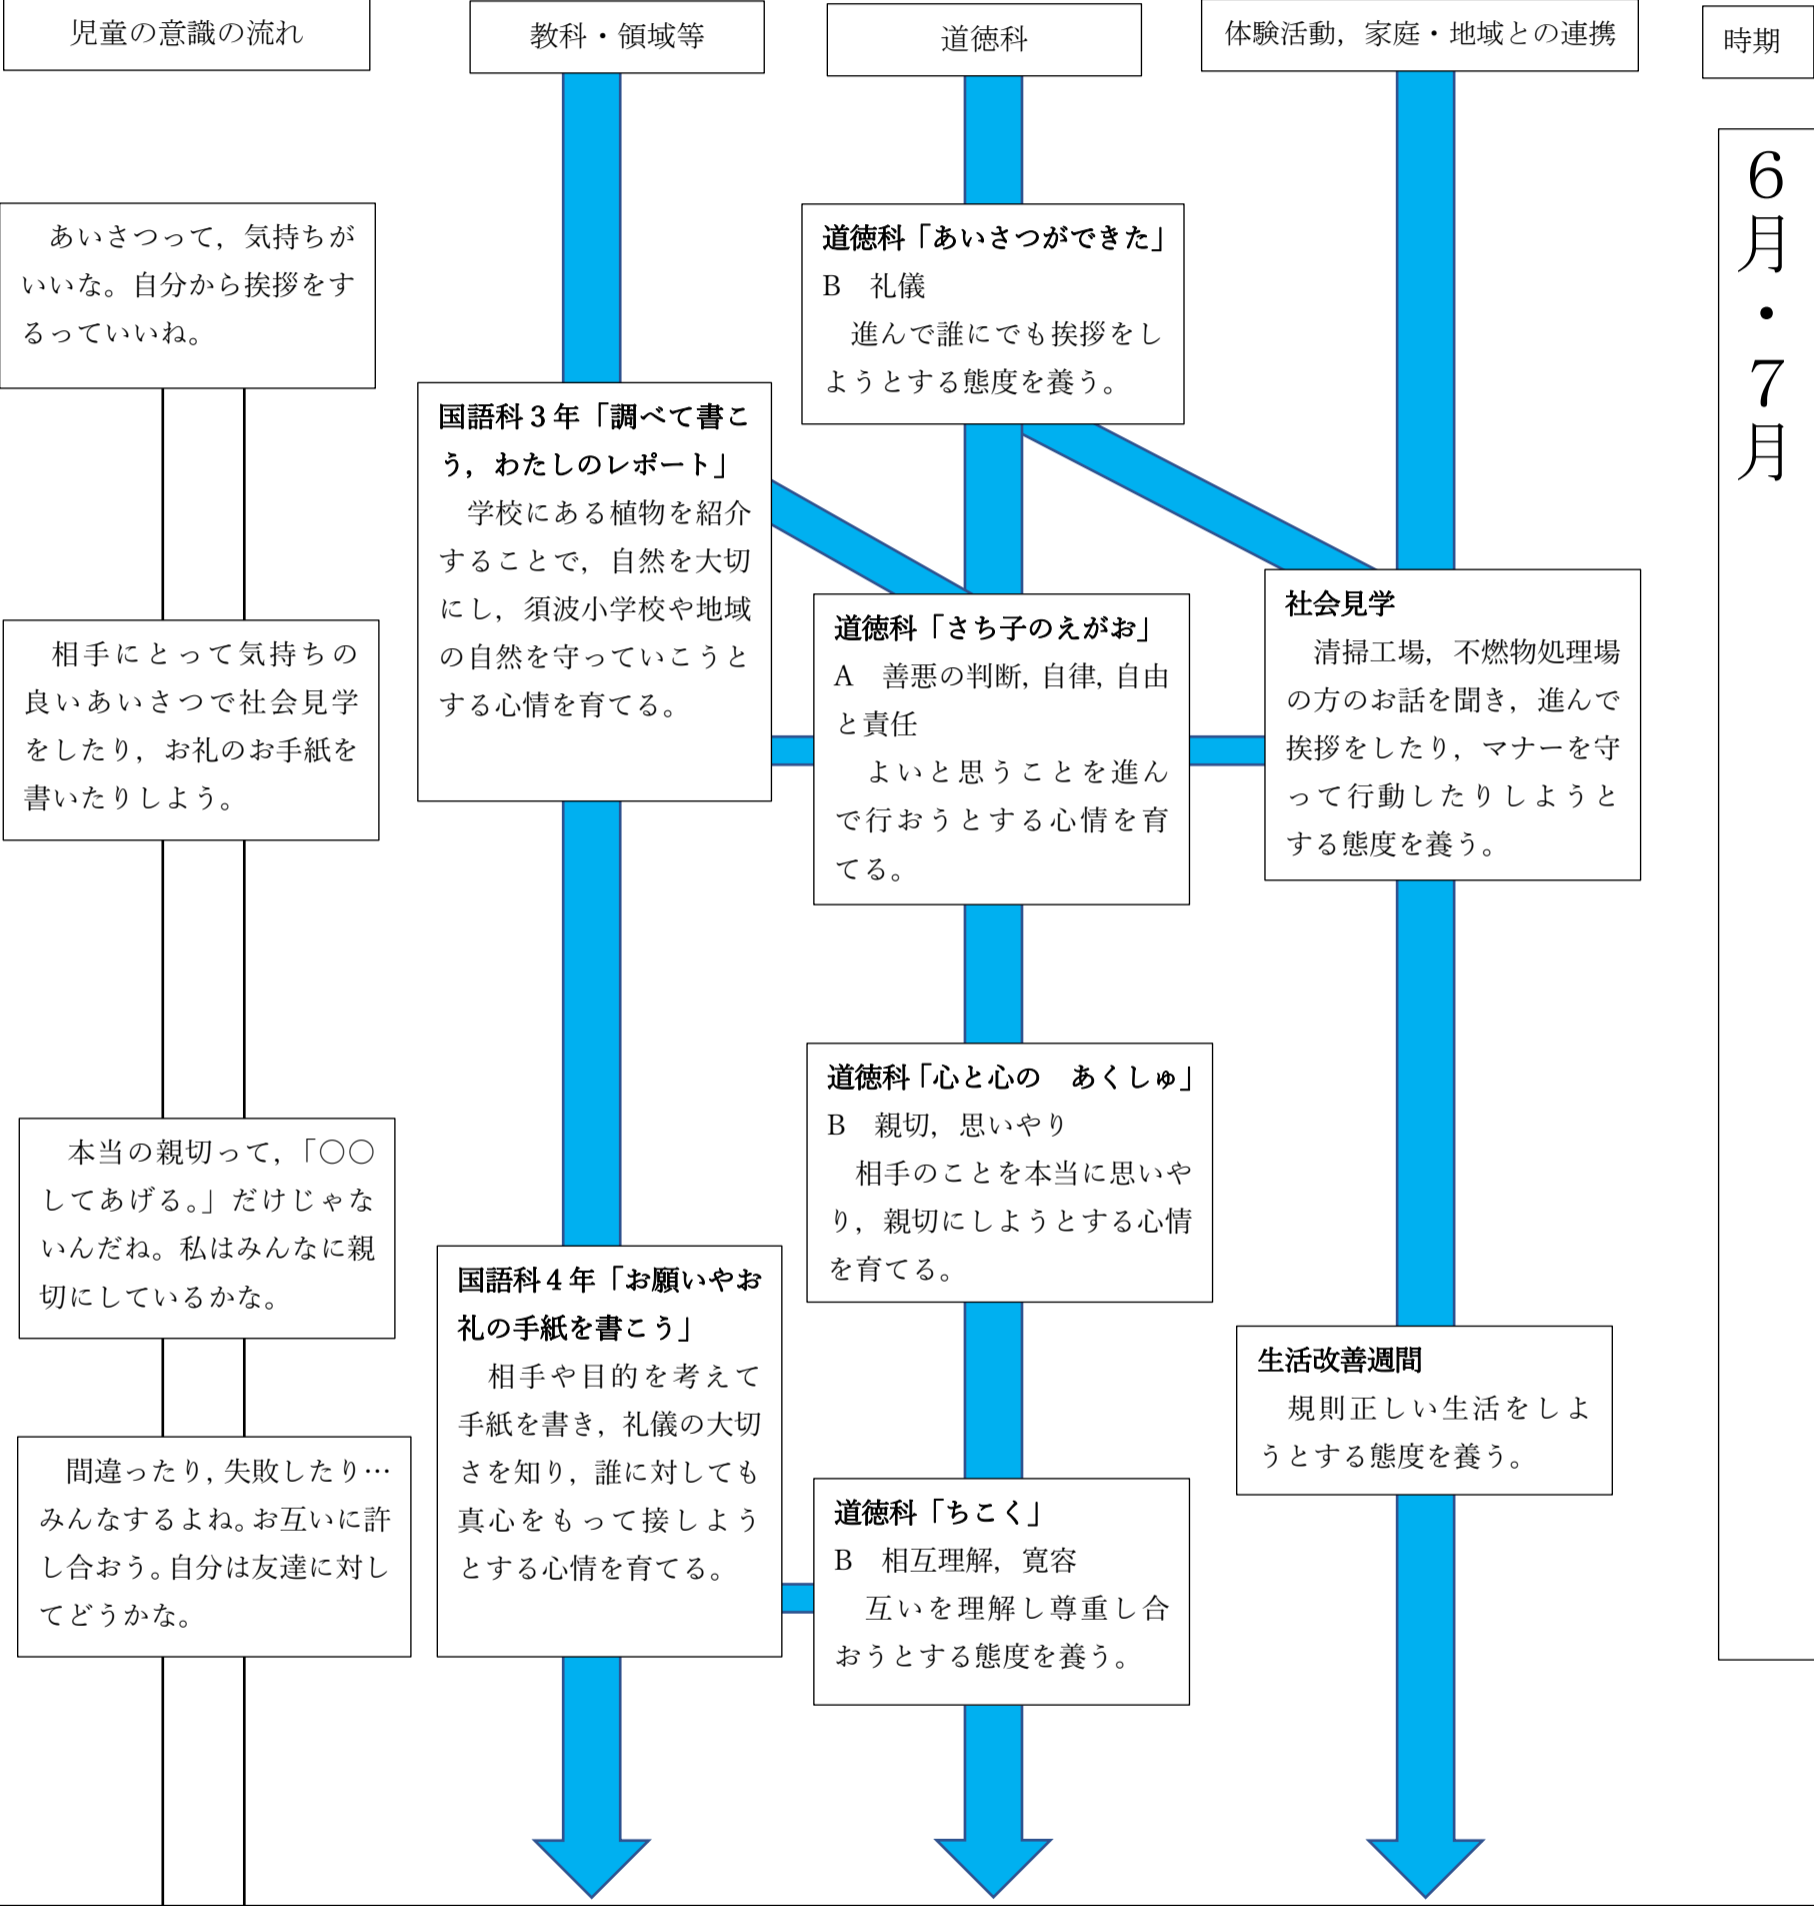 児童の意識の流れ
教科・領域等
道徳科
体験活動，家庭・地域との連携
時期
6月・7月
あいさつって，気持ちが
いいな。自分から挨拶をす
るっていいね。
相手にとって気持ちの
良いあいさつで社会見学
をしたり，お礼のお手紙を
書いたりしよう。
本当の親切って，「○○
してあげる。」だけじゃな
いんだね。私はみんなに親
切にしているかな。
間違ったり，失敗したり…
みんなするよね。お互いに許
し合おう。自分は友達に対し
てどうかな。
国語科３年「調べて書こ
う，わたしのレポート」
学校にある植物を紹介
することで，自然を大切
にし，須波小学校や地域
の自然を守っていこうと
する心情を育てる。
国語科４年「お願いやお
礼の手紙を書こう」
相手や目的を考えて
手紙を書き，礼儀の大切
さを知り，誰に対しても
真心をもって接しよう
とする心情を育てる。
道徳科「あいさつができた」
B　礼儀
進んで誰にでも挨拶をし
ようとする態度を養う。
道徳科「さち子のえがお」
A　善悪の判断，自律，自由
と責任
よいと思うことを進ん
で行おうとする心情を育
てる。
道徳科「心と心の　あくしゅ」
B　親切，思いやり
相手のことを本当に思いや
り，親切にしようとする心情
を育てる。
道徳科「ちこく」
B　相互理解，寛容
互いを理解し尊重し合
おうとする態度を養う。
社会見学
清掃工場，不燃物処理場
の方のお話を聞き，進んで
挨拶をしたり，マナーを守
って行動したりしようと
する態度を養う。
生活改善週間
規則正しい生活をしよ
うとする態度を養う。